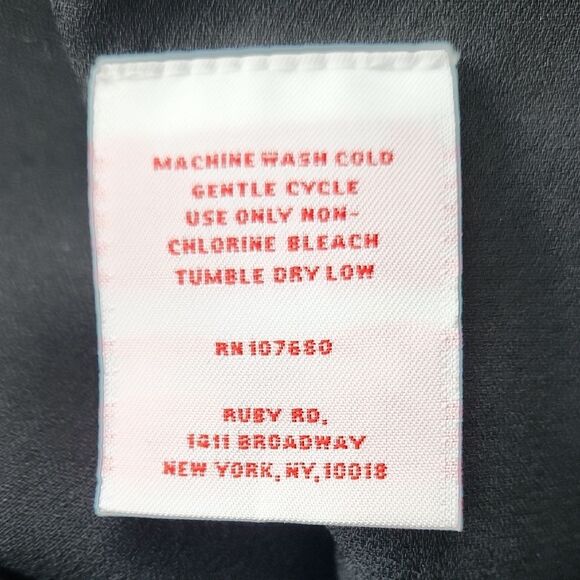 MACHINE WASH COLD
GENTLE CYCLE
USE ONLY NON-
CHLORINE BLEACH
TUMBLE DRY LOW
RN 107680
RUBY RD.
1411 BROADWAY
NEW YORK, NY, 10018